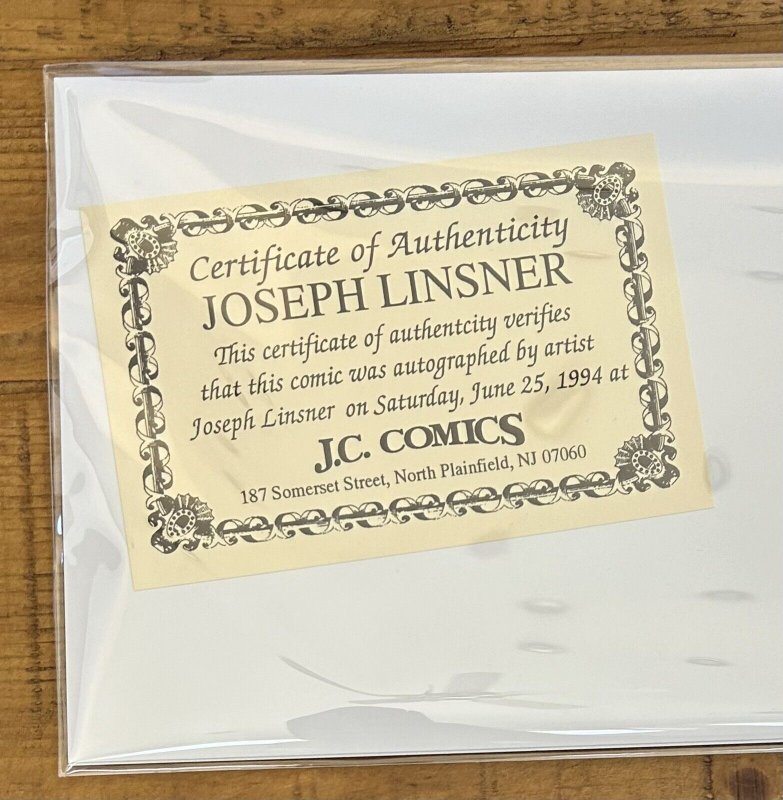 Certificate of Authenticity
JOSEPH LINSNER
This certificate of authentcity verifies
that this comic was autographed by artist
Joseph Linsner on Saturday, June 25, 1994 at
J.C. COMICS
187 Somerset Street, North Plainfield, NJ 07060